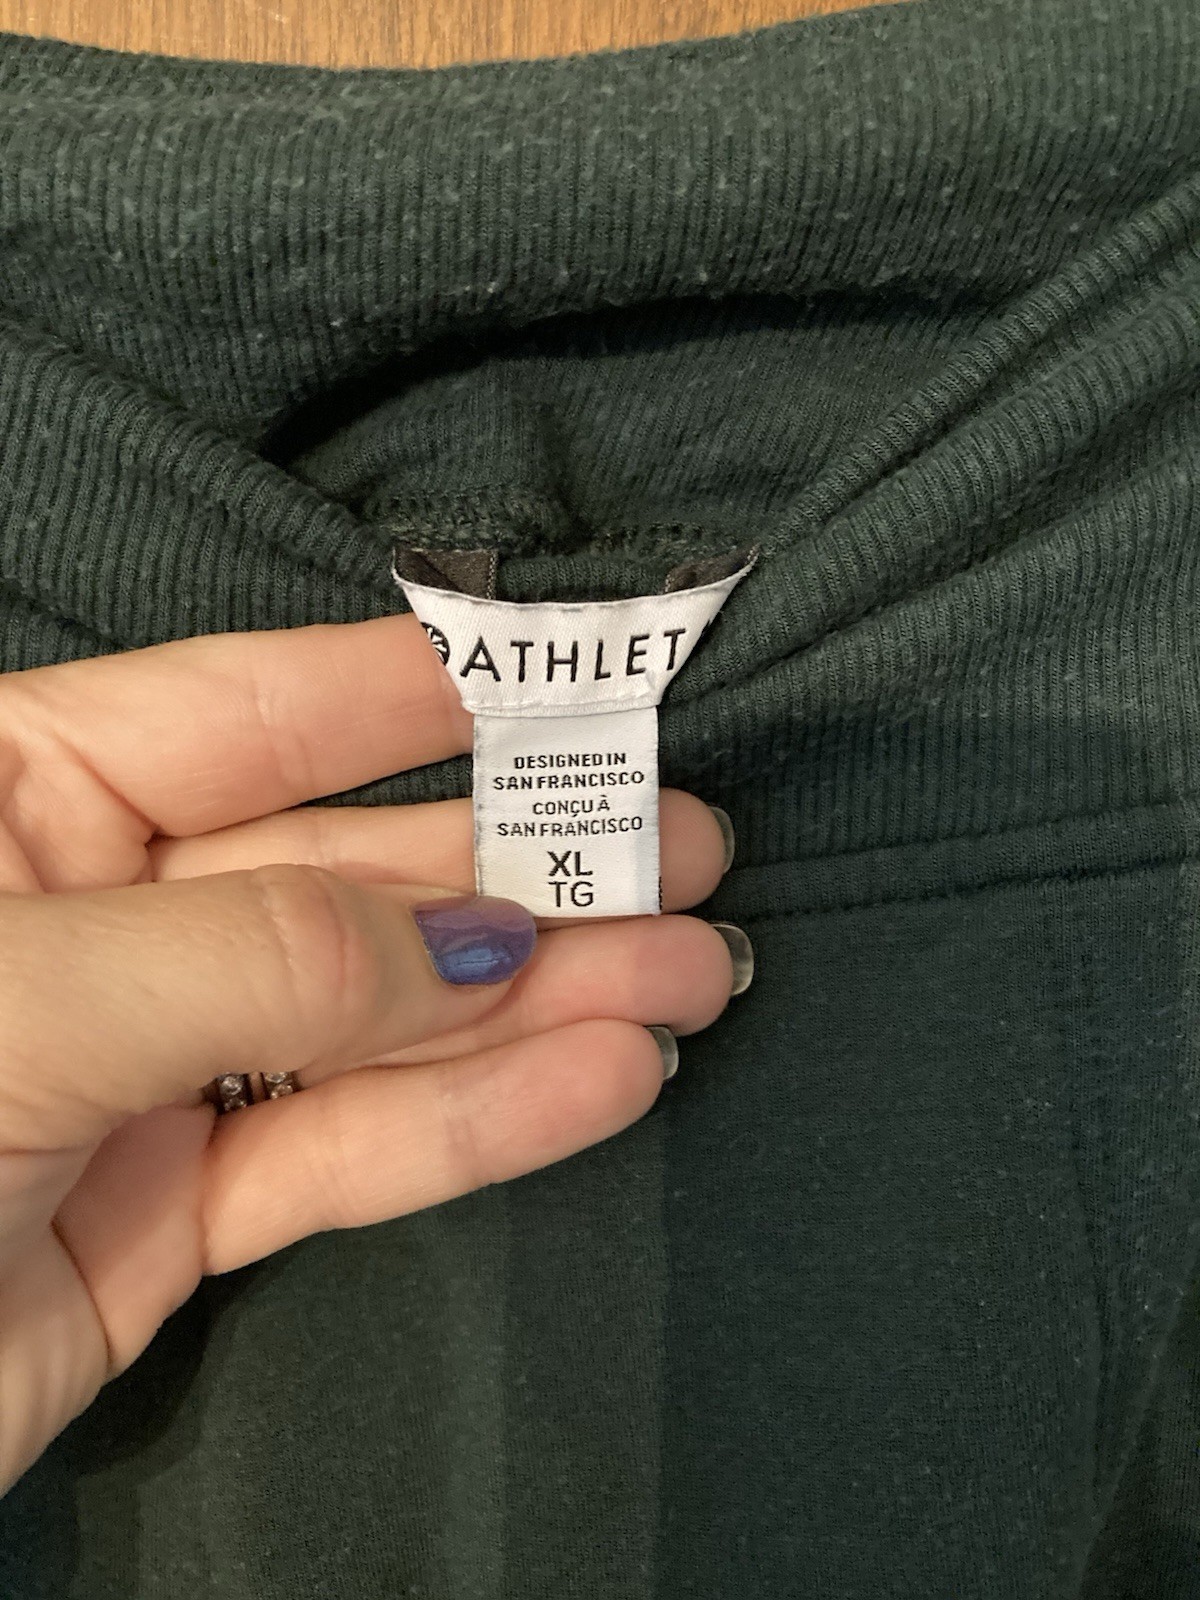 ATHLET
DESIGNED IN
SAN FRANCISCO
CONÇU À
SAN FRANCISCO
XL
TG